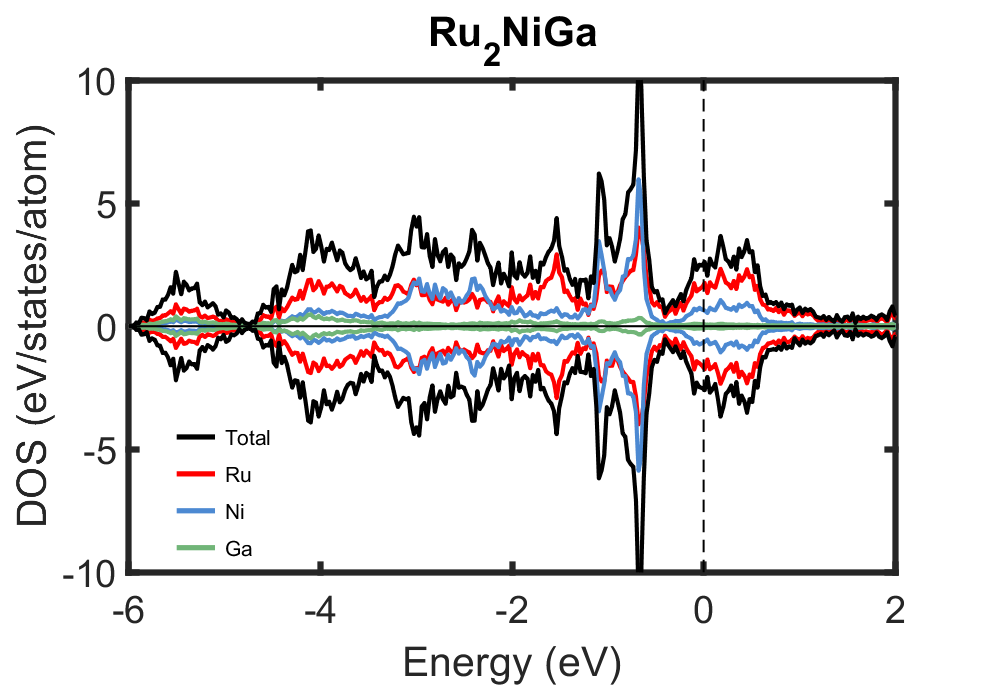 Ru₂NiGa
10
5
0
-5
-10
DOS (eV/states/atom)
Total
Ru
Ni
Ga
-6 -4 -2 0 2
Energy (eV)